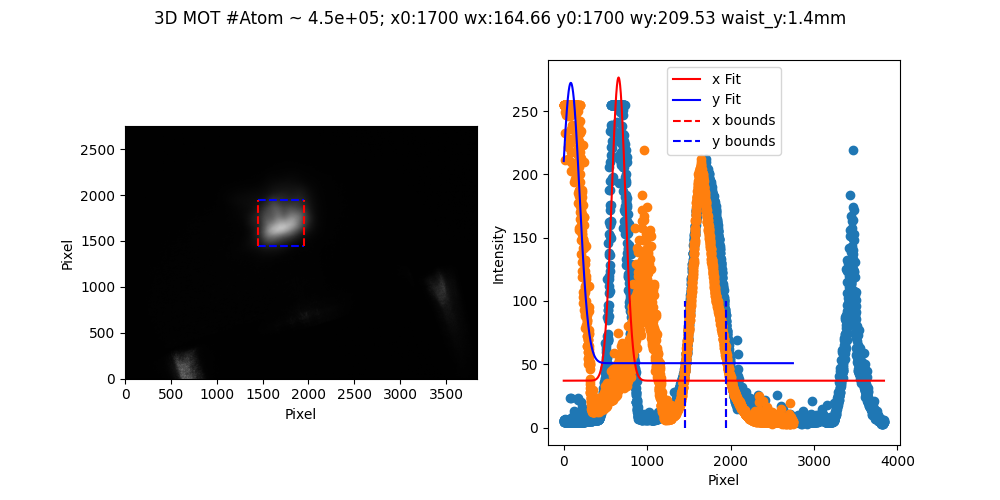 3D MOT #Atom ~ 4.5e+05; x0:1700 wx:164.66 y0:1700 wy:209.53 waist_y:1.4mm
2500
2000
1500
1000
500
0
Pixel
0 500 1000 1500 2000 2500 3000 3500
Pixel
250
200
150
100
50
0
Intensity
x Fit
y Fit
x bounds
y bounds
0 1000 2000 3000 4000
Pixel